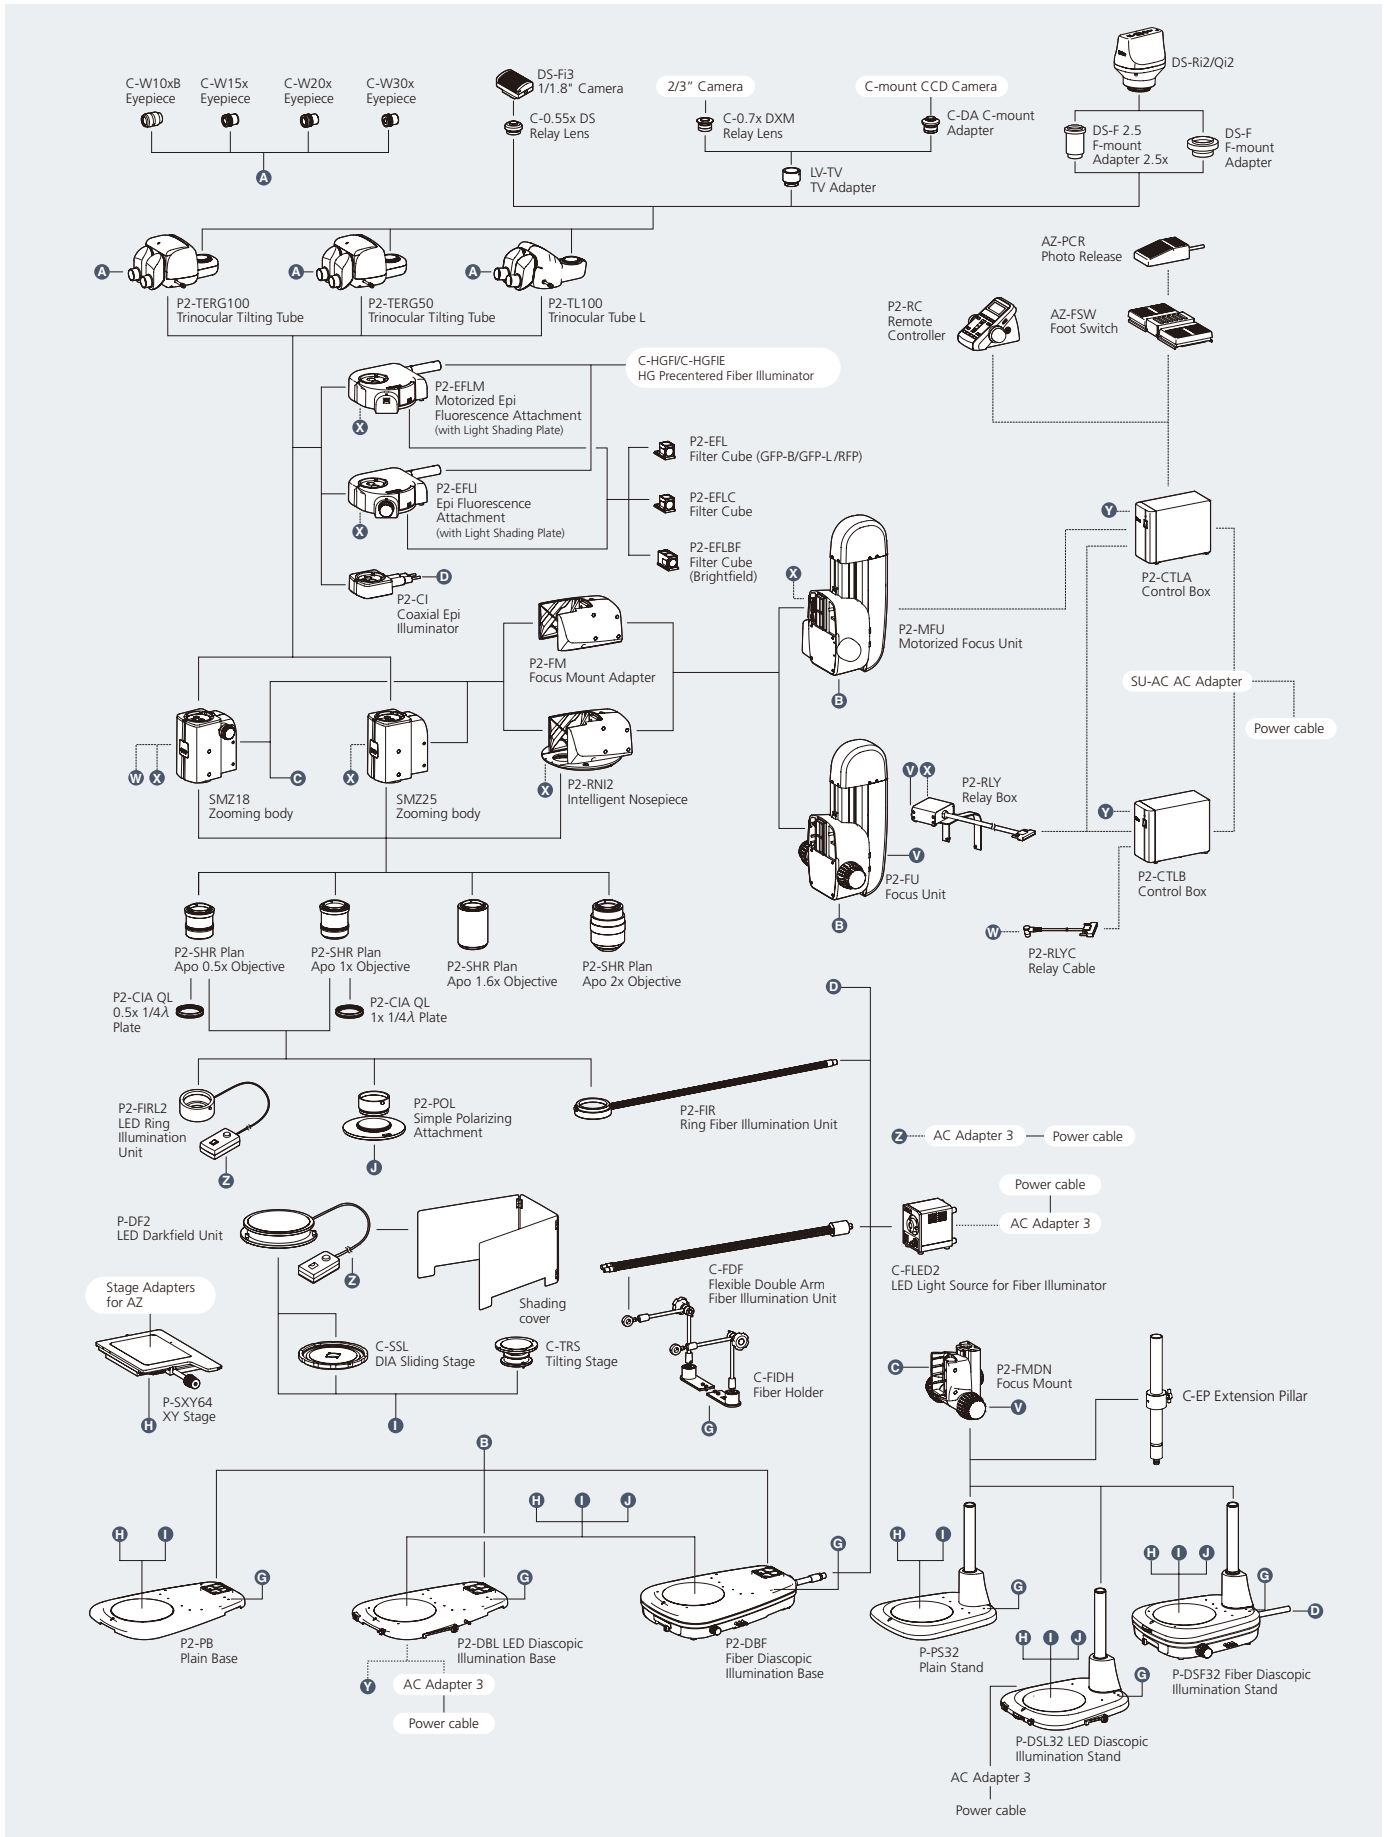 C-W10xB
Eyepiece
C-W15x
Eyepiece
C-W20x
Eyepiece
C-W30x
Eyepiece
A
DS-Fi3
1/1.8" Camera
C-0.55x DS
Relay Lens
2/3” Camera
C-0.7x DXM
Relay Lens
C-mount CCD Camera
C-DA C-mount
Adapter
LV-TV
TV Adapter
DS-Ri2/Qi2
DS-F 2.5
F-mount
Adapter 2.5x
DS-F
F-mount
Adapter
A
P2-TERG100
Trinocular Tilting Tube
A
P2-TERG50
Trinocular Tilting Tube
A
P2-TL100
Trinocular Tube L
AZ-PCR
Photo Release
P2-RC
Remote
Controller
AZ-FSW
Foot Switch
C-HGFI/C-HGFIE
HG Precentered Fiber Illuminator
P2-EFLM
Motorized Epi
Fluorescence Attachment
(with Light Shading Plate)
X
P2-EFLI
Epi Fluorescence
Attachment
(with Light Shading Plate)
X
P2-EFL
Filter Cube (GFP-B/GFP-L /RFP)
P2-EFLC
Filter Cube
P2-EFLBF
Filter Cube
(Brightfield)
D
P2-CI
Coaxial Epi
Illuminator
Y
P2-CTLA
Control Box
X
P2-MFU
Motorized Focus Unit
B
P2-FM
Focus Mount Adapter
SU-AC AC Adapter
Power cable
W
X
C
SMZ18
Zooming body
X
SMZ25
Zooming body
X
P2-RNI2
Intelligent Nosepiece
V
X
P2-RLY
Relay Box
Y
P2-CTLB
Control Box
V
P2-FU
Focus Unit
B
W
P2-RLYC
Relay Cable
P2-SHR Plan
Apo 0.5x Objective
P2-SHR Plan
Apo 1x Objective
P2-SHR Plan
Apo 1.6x Objective
P2-SHR Plan
Apo 2x Objective
P2-CIA QL
0.5x 1/4λ
Plate
P2-CIA QL
1x 1/4λ Plate
D
P2-FIRL2
LED Ring
Illumination
Unit
Z
P2-POL
Simple Polarizing
Attachment
J
P2-FIR
Ring Fiber Illumination Unit
Z
AC Adapter 3
Power cable
Power cable
AC Adapter 3
C-FLED2
LED Light Source for Fiber Illuminator
P-DF2
LED Darkfield Unit
Z
Shading
cover
C-FDF
Flexible Double Arm
Fiber Illumination Unit
Stage Adapters
for AZ
P-SXY64
XY Stage
H
C-SSL
DIA Sliding Stage
C-TRS
Tilting Stage
I
C-FIDH
Fiber Holder
G
C
P2-FMDN
Focus Mount
V
C-EP Extension Pillar
B
H
I
G
P2-PB
Plain Base
H
I
J
G
P2-DBL LED Diascopic
Illumination Base
Y
AC Adapter 3
Power cable
G
P2-DBF
Fiber Diascopic
Illumination Base
H
I
G
P-PS32
Plain Stand
H
I
J
G
P-DSL32 LED Diascopic
Illumination Stand
AC Adapter 3
Power cable
H
I
J
G
D
P-DSF32 Fiber Diascopic
Illumination Stand